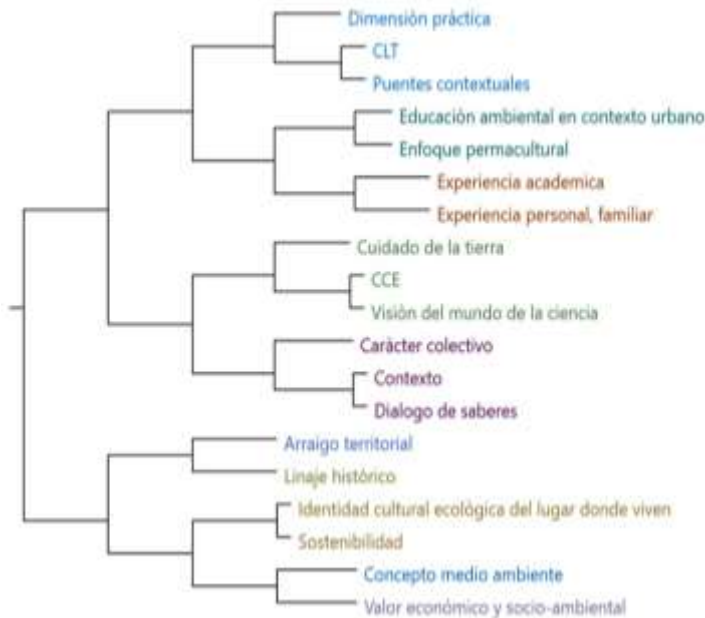 Dimensión práctica
CLT
Puentes contextuales
Educación ambiental en contexto urbano
Enfoque permacultural
Experiencia academica
Experiencia personal, familiar
Cuidado de la tierra
CCE
Visión del mundo de la ciencia
Carácter colectivo
Contexto
Dialogo de saberes
Arraigo territorial
Linaje histórico
Identidad cultural ecológica del lugar donde viven
Sostenibilidad
Concepto medio ambiente
Valor económico y socio-ambiental